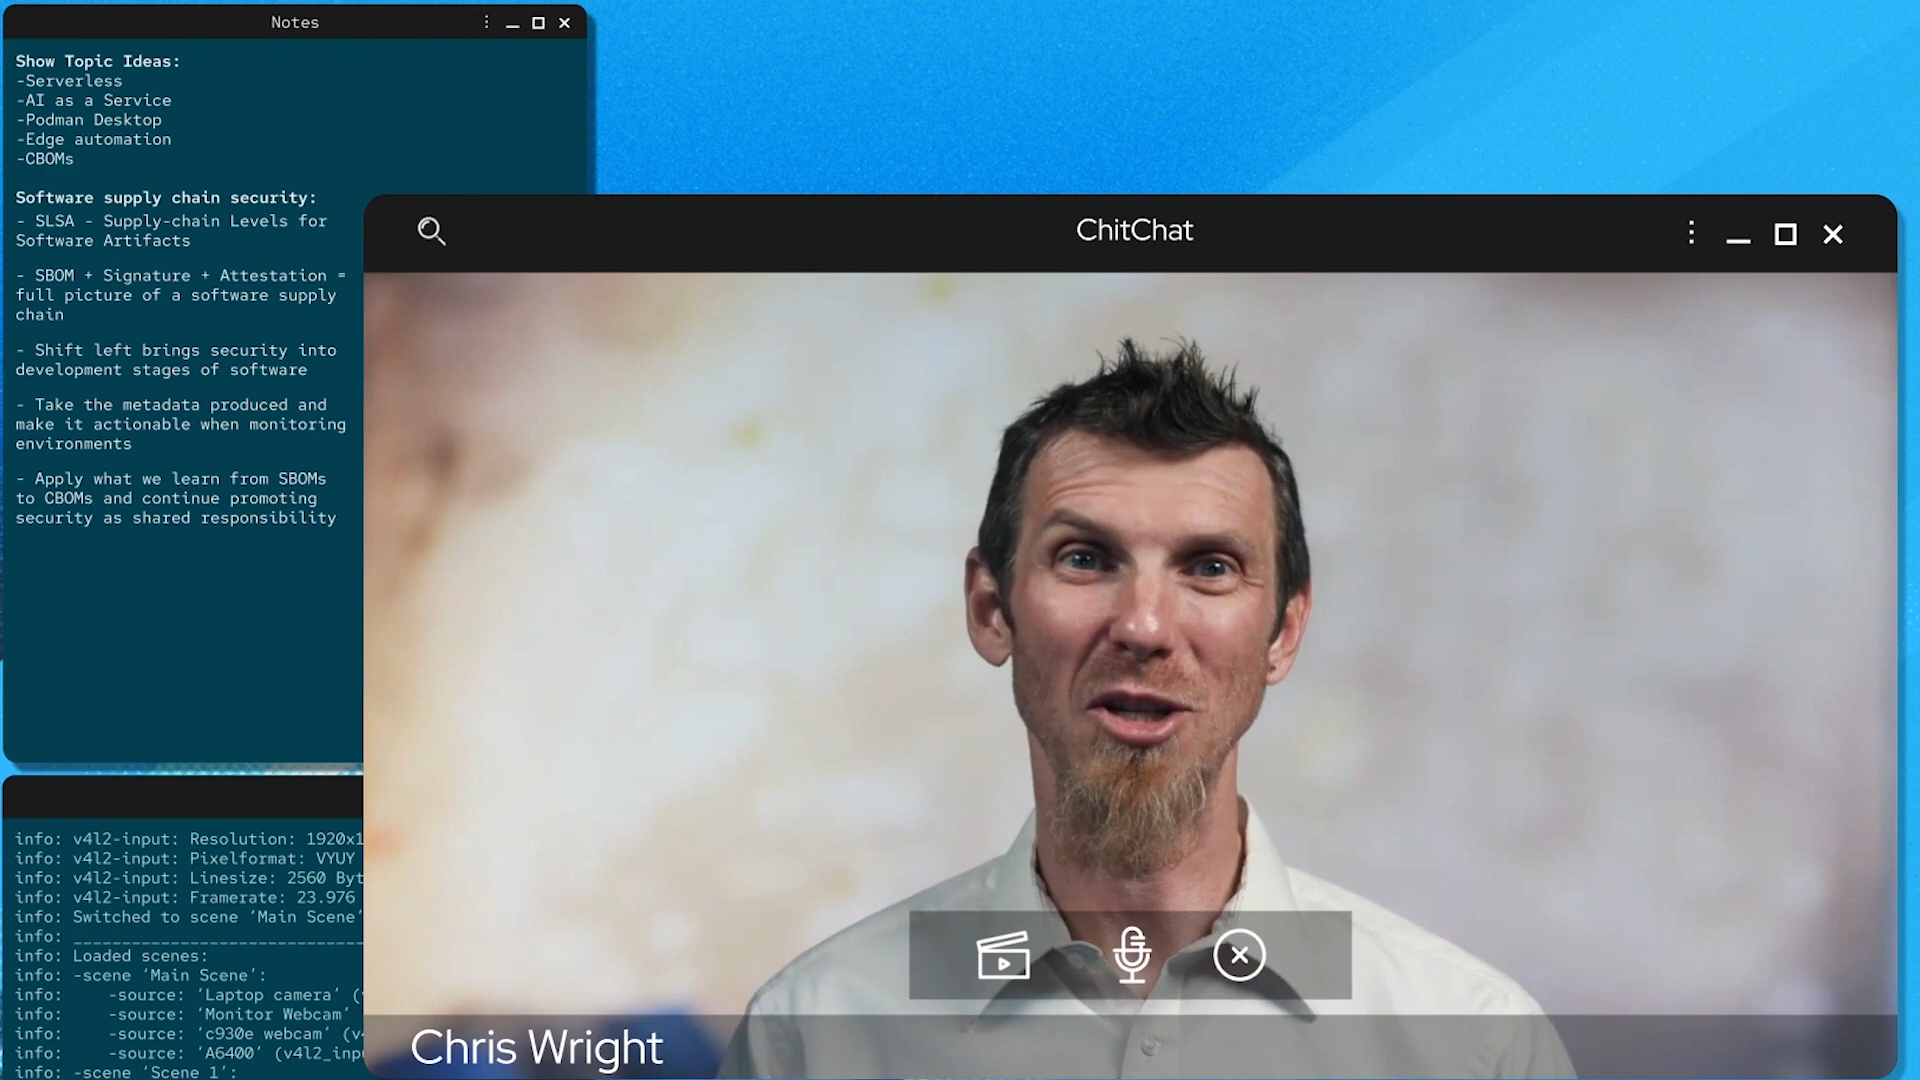 Notes
Show Topic Ideas:
-Serverless
-AI as a Service
-Podman Desktop
-Edge automation
-CBOMs
Software supply chain security:
- SLSA - Supply-chain Levels for
Software Artifacts
- SBOM + Signature + Attestation =
full picture of a software supply
chain
- Shift left brings security into
development stages of software
- Take the metadata produced and
make it actionable when monitoring
environments
- Apply what we learn from SBOMs
to CBOMs and continue promoting
security as shared responsibility
ChitChat
info: v4l2-input: Resolution: 1920x1
info: v4l2-input: Pixelformat: VYUY
info: v4l2-input: Linesize: 2560 Byt
info: v4l2-input: Framerate: 23.976
info: Switched to scene ‘Main Scene’
info: ______________________________
info: Loaded scenes:
info: -scene ‘Main Scene’:
info:     -source: ‘Laptop camera’ (
info:     -source: ‘Monitor Webcam’
info:     -source: ‘c930e webcam’ (v
info:     -source: ‘A6400’ (v4l2_inp
info: -scene ‘Scene 1’:
Chris Wright